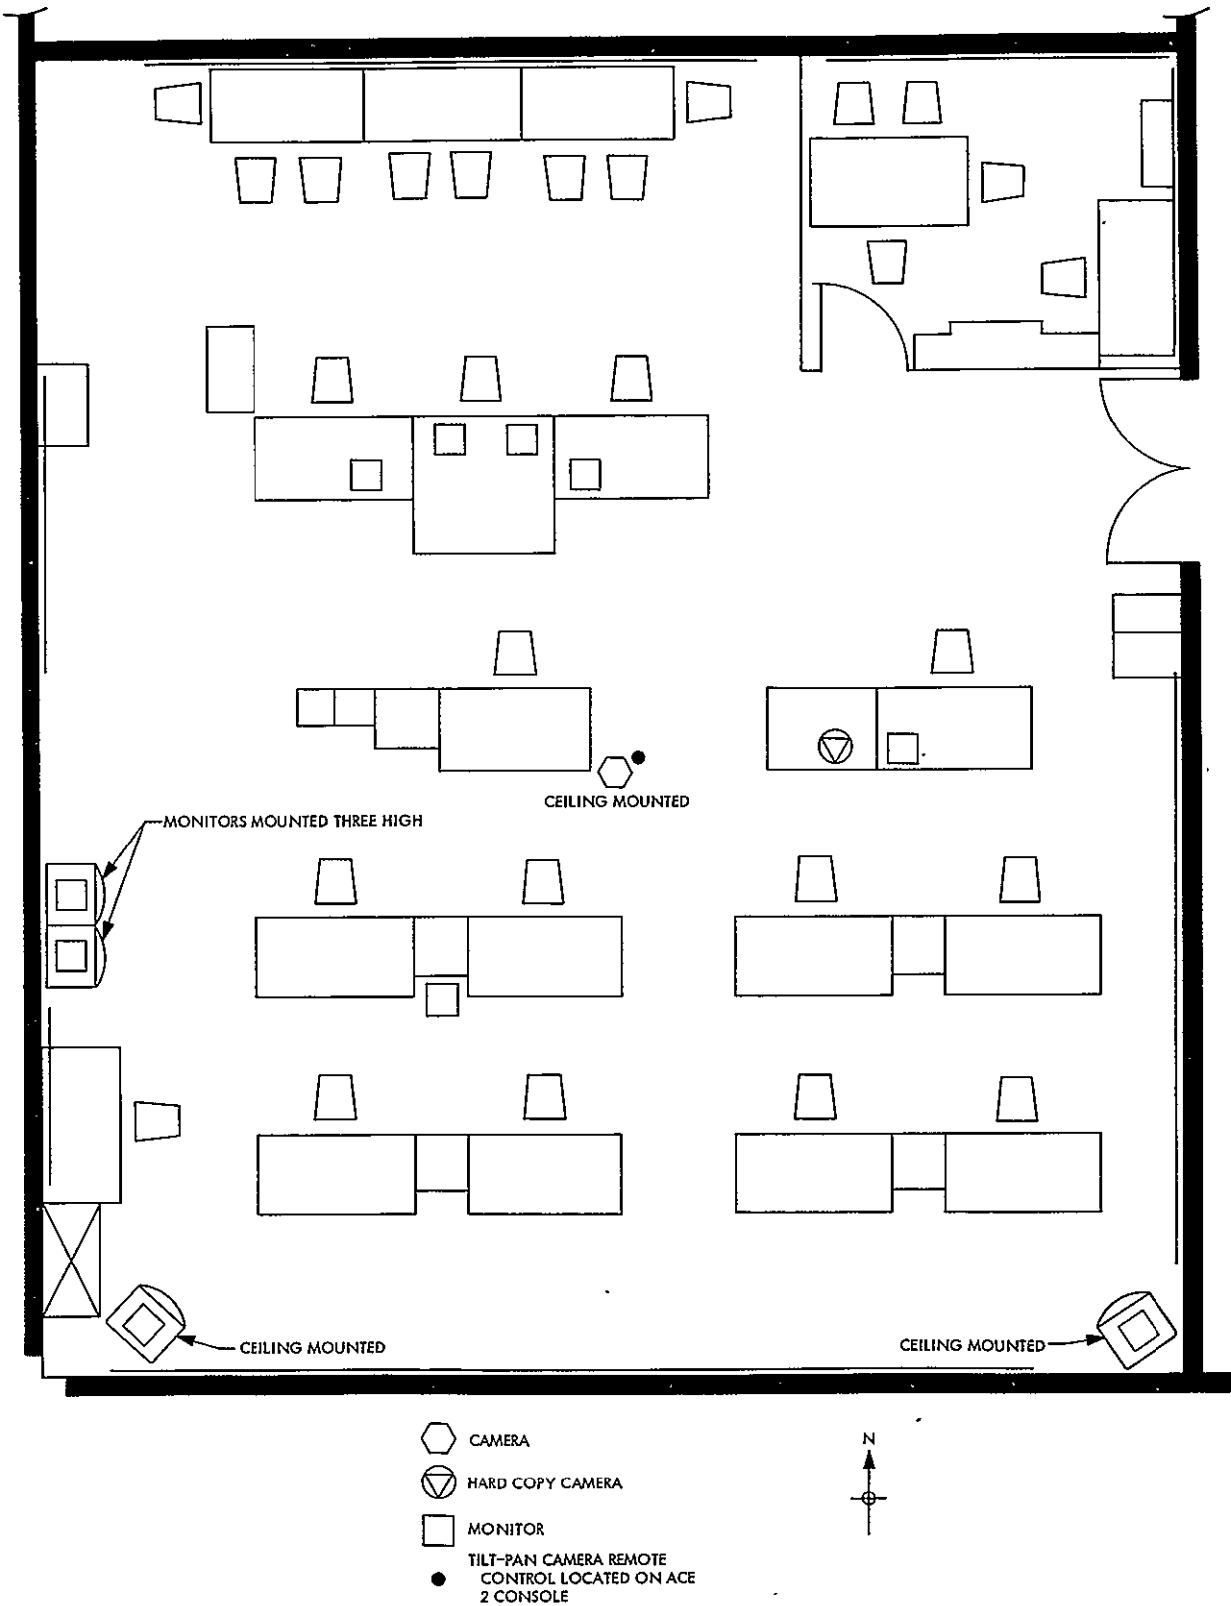 CEILING MOUNTED
MONITORS MOUNTED THREE HIGH
CEILING MOUNTED
CEILING MOUNTED
CAMERA
N
HARD COPY CAMERA
MONITOR
TILT-PAN CAMERA REMOTE
CONTROL LOCATED ON ACE
2 CONSOLE